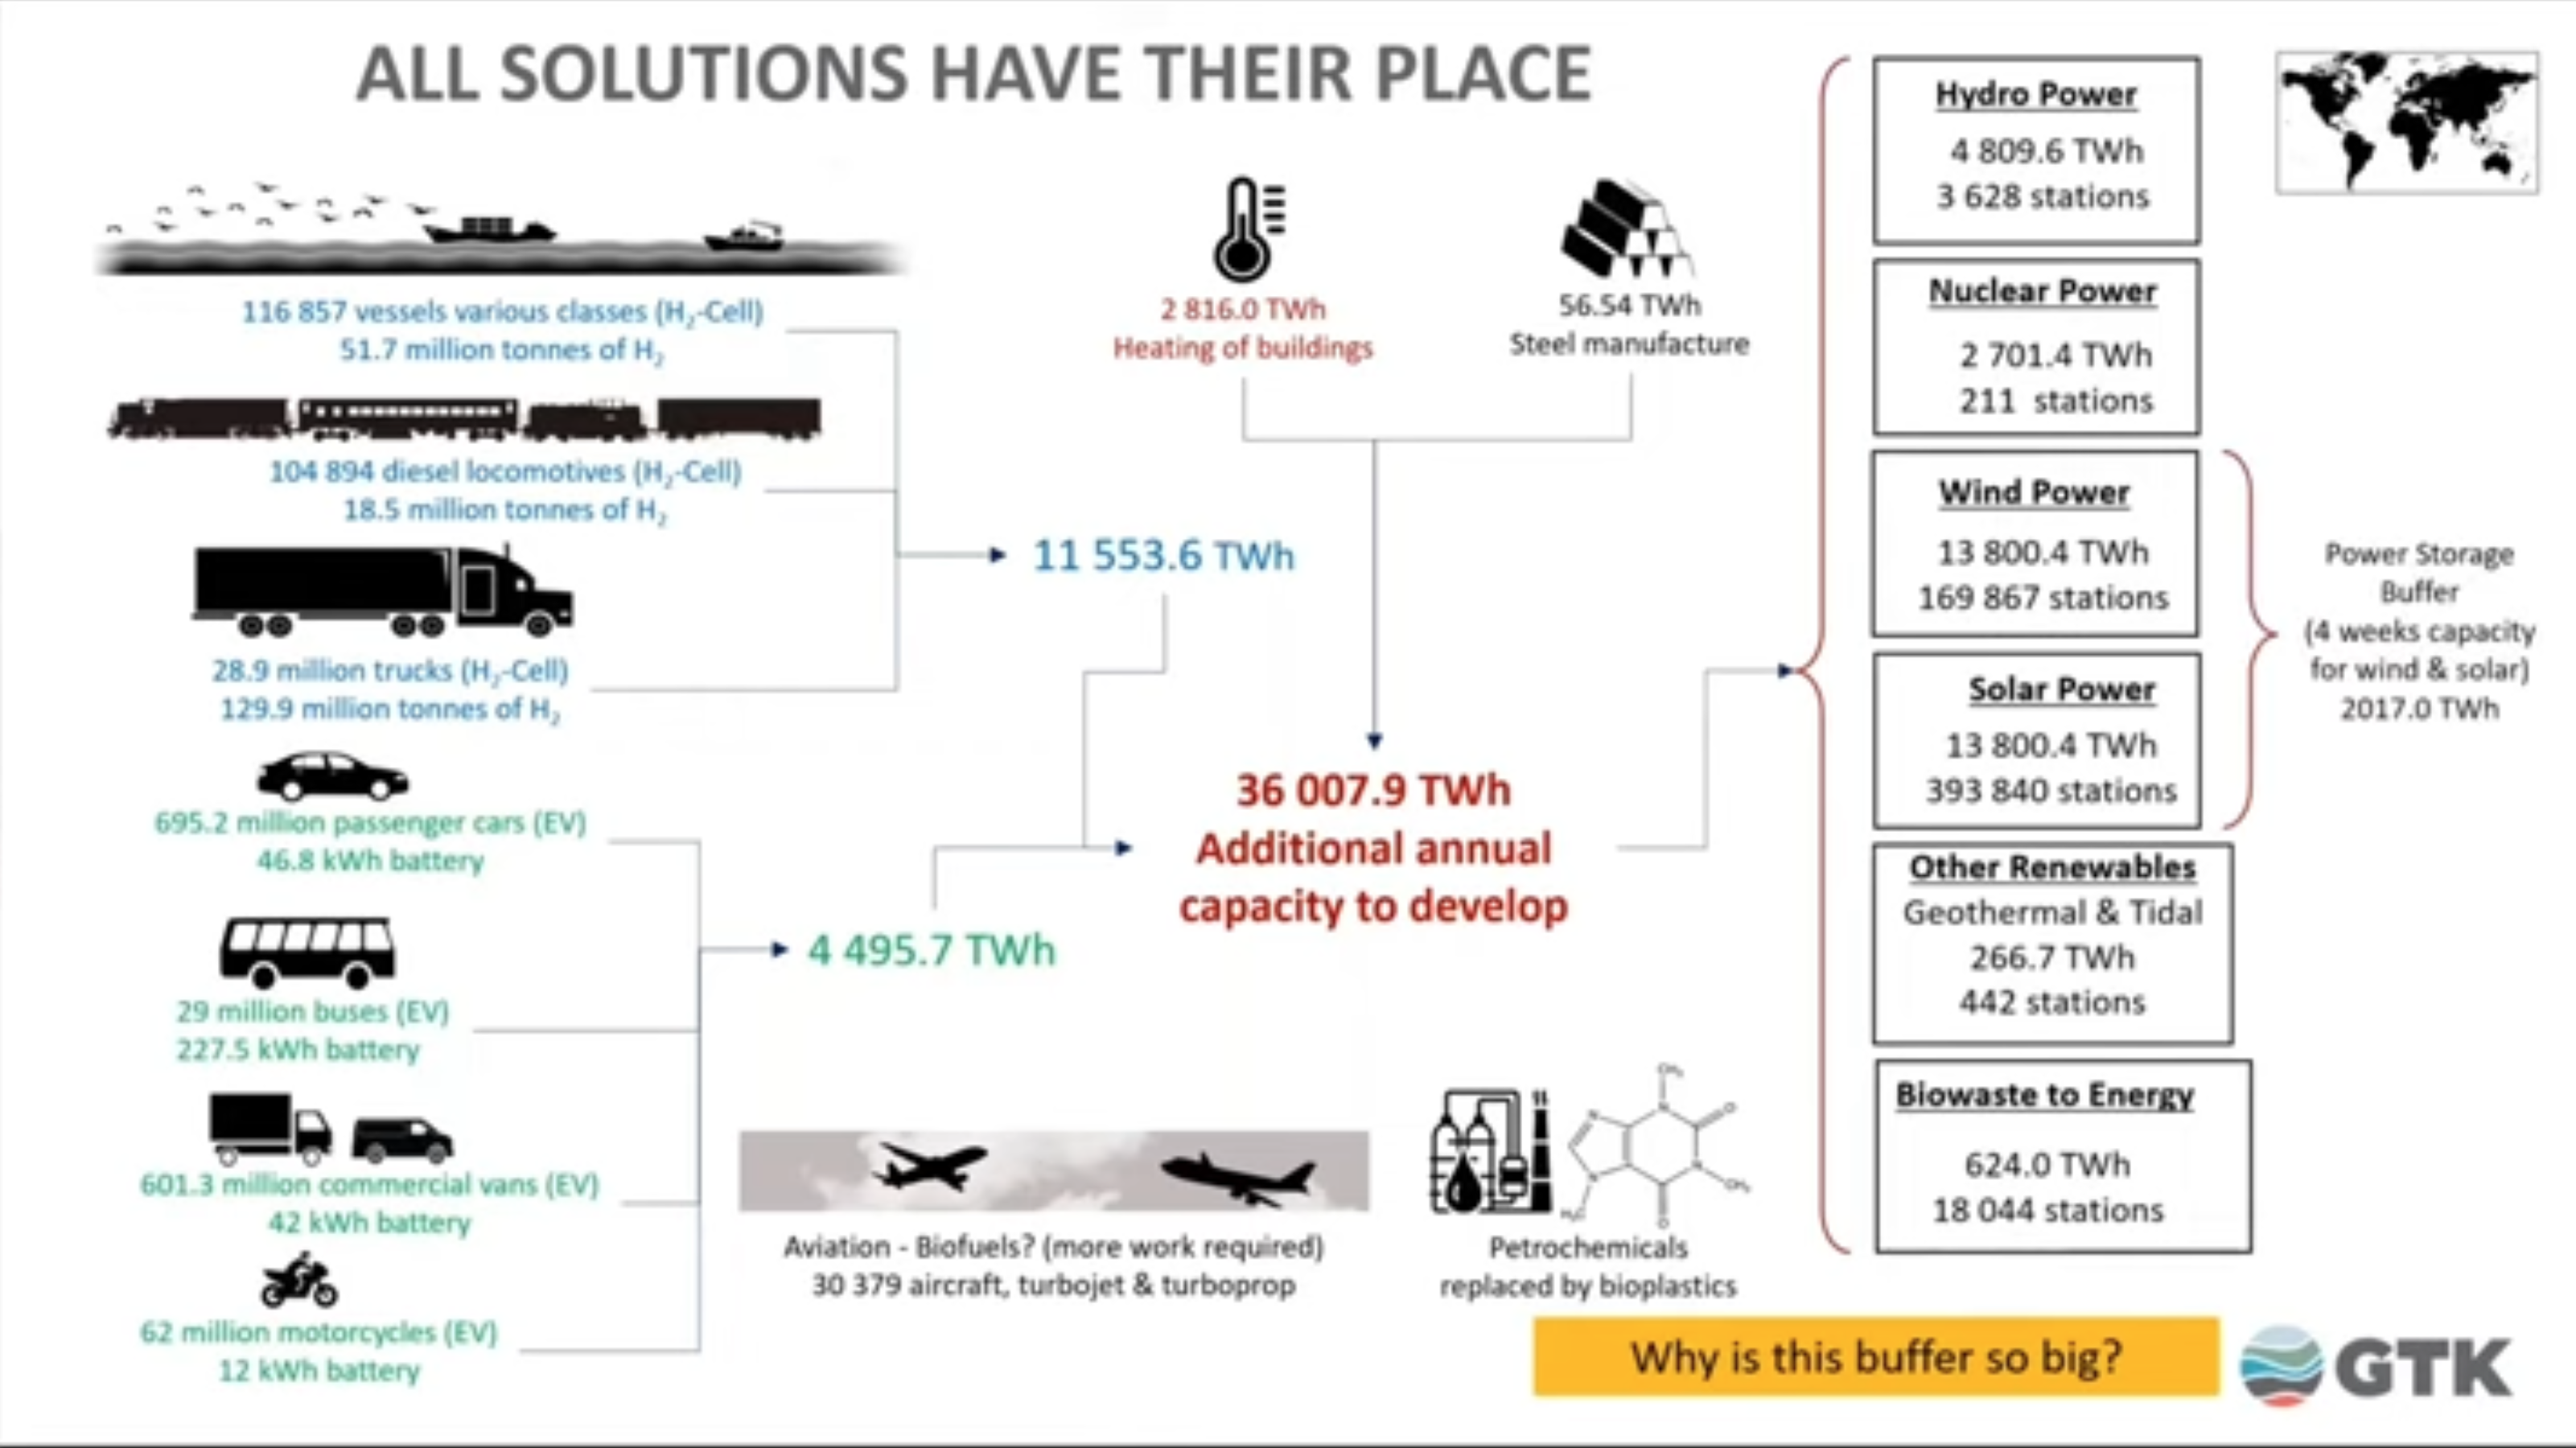 ALL SOLUTIONS HAVE THEIR PLACE
116 857 vessels various classes (H₂-Cell)
51.7 million tonnes of H₂
104 894 diesel locomotives (H₂-Cell)
18.5 million tonnes of H₂
28.9 million trucks (H₂-Cell)
129.9 million tonnes of H₂
11 553.6 TWh
695.2 million passenger cars (EV)
46.8 kWh battery
29 million buses (EV)
227.5 kWh battery
601.3 million commercial vans (EV)
42 kWh battery
62 million motorcycles (EV)
12 kWh battery
4 495.7 TWh
2 816.0 TWh
Heating of buildings
56.54 TWh
Steel manufacture
36 007.9 TWh
Additional annual
capacity to develop
Aviation - Biofuels? (more work required)
30 379 aircraft, turbojet & turboprop
CH₃
N
N
O
N
N
CH₃
O
H₃C
Petrochemicals
replaced by bioplastics
Hydro Power
4 809.6 TWh
3 628 stations
Nuclear Power
2 701.4 TWh
211 stations
Wind Power
13 800.4 TWh
169 867 stations
Solar Power
13 800.4 TWh
393 840 stations
Other Renewables
Geothermal & Tidal
266.7 TWh
442 stations
Biowaste to Energy
624.0 TWh
18 044 stations
Power Storage
Buffer
(4 weeks capacity
for wind & solar)
2017.0 TWh
Why is this buffer so big?
GTK